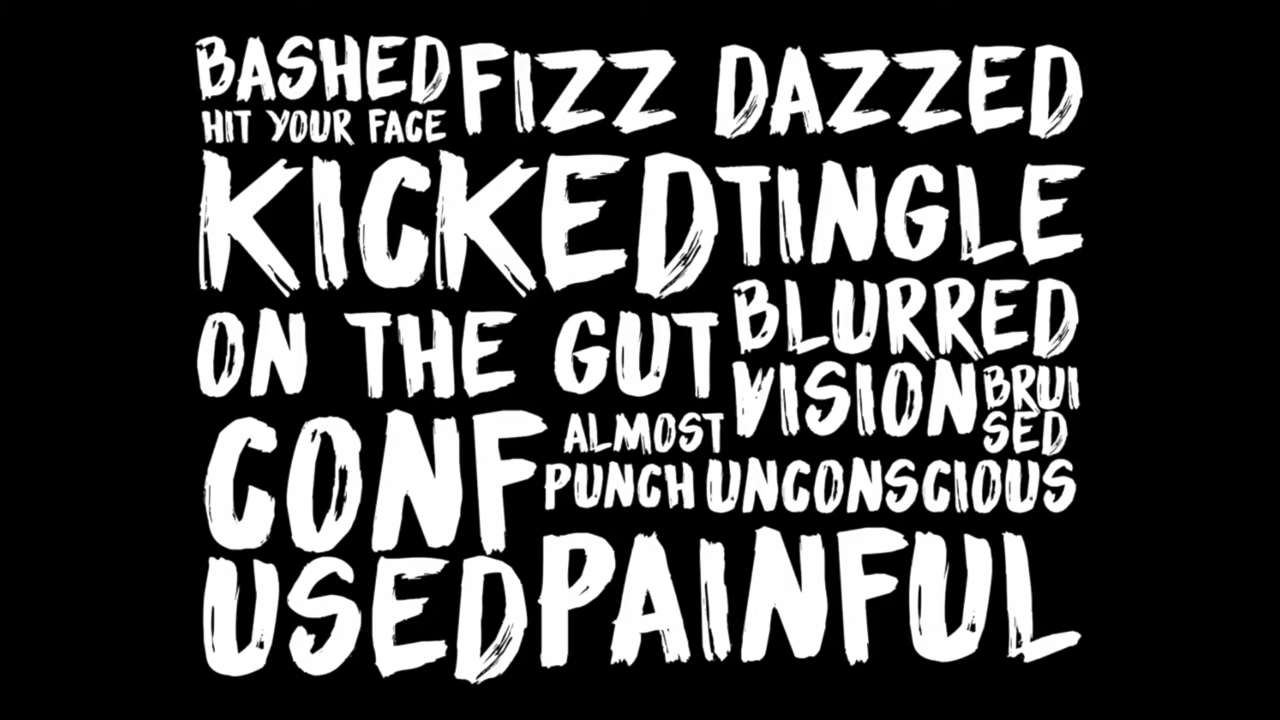 BASHED
HIT YOUR FACE
FIZZ DAZZED
KICKED
TINGLE
ON THE GUT
BLURRED
VISION
BRUI
SED
CONF
USED
ALMOST
PUNCH
UNCONSCIOUS
PAINFUL